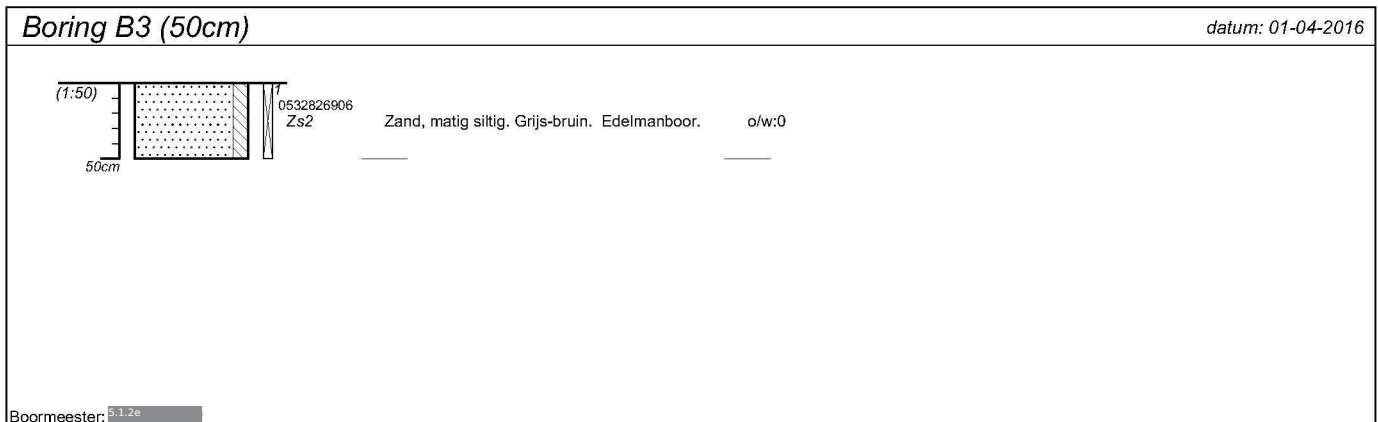 Boring B3 (50cm)
datum: 01-04-2016
(1:50)
1
0532826906
Zs2
Zand, matig siltig. Grijs-bruin. Edelmanboor.
o/w:0
50cm
Boormeester: 5.1.2e